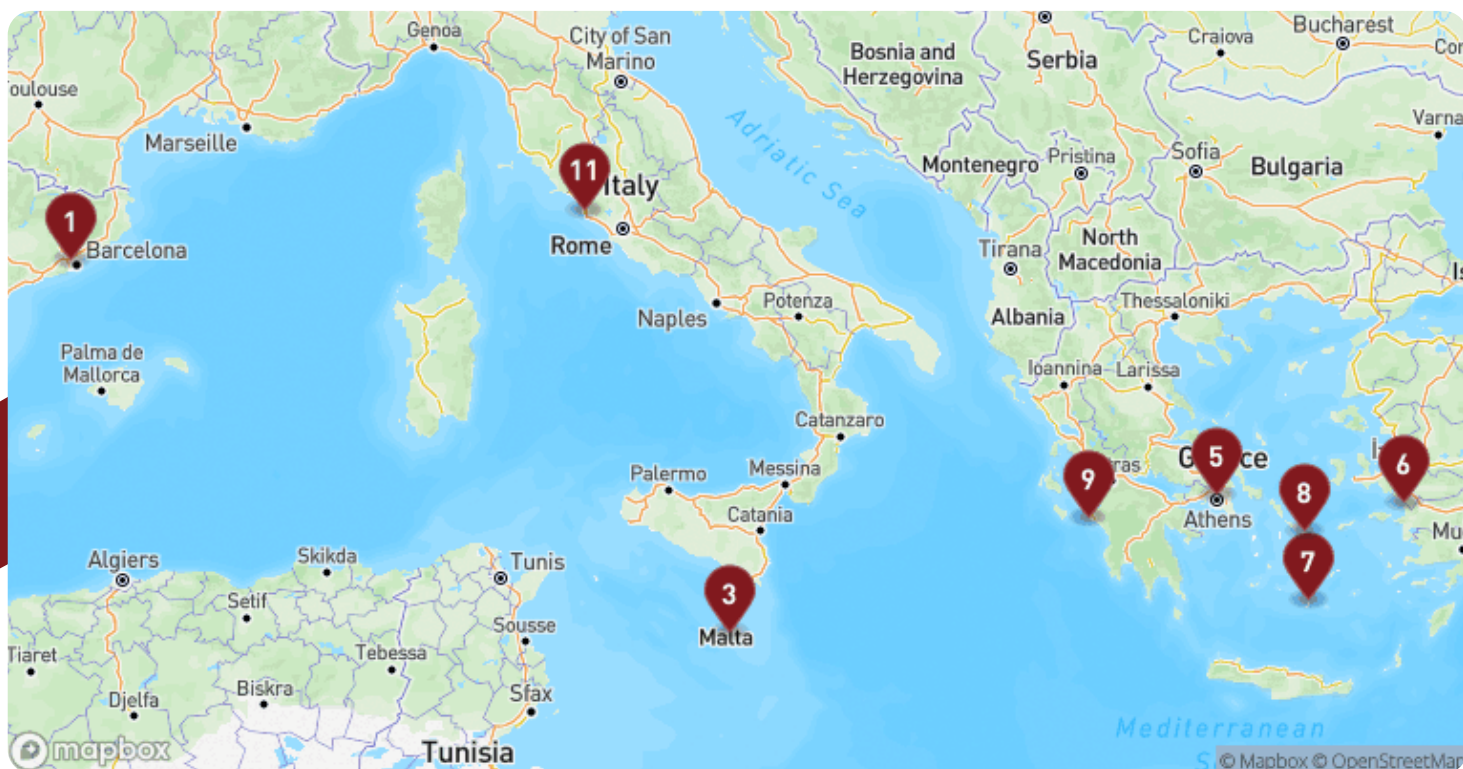 Genoa
City of San
Marino
Bosnia and
Herzegovina
Serbia
Craiova
Bucharest
oulouse
Marseille
Adriatic Sea
Varna
Montenegro
Pristina
Sofia
Bulgaria
11
Italy
1
Barcelona
Rome
Tirana
North
Macedonia
Naples
Potenza
Albania
Thessaloniki
Palma de
Mallorca
Ioannina
Larissa
Catanzaro
Palermo
Messina
9
ras
5
8
6
Athens
Catania
7
Algiers
Skikda
Tunis
Setif
3
Malta
Sousse
Tiaret
Tebessa
Djelfa
Biskra
Sfax
Mediterranean
mapbox
Tunisia
© Mapbox © OpenStreetMap